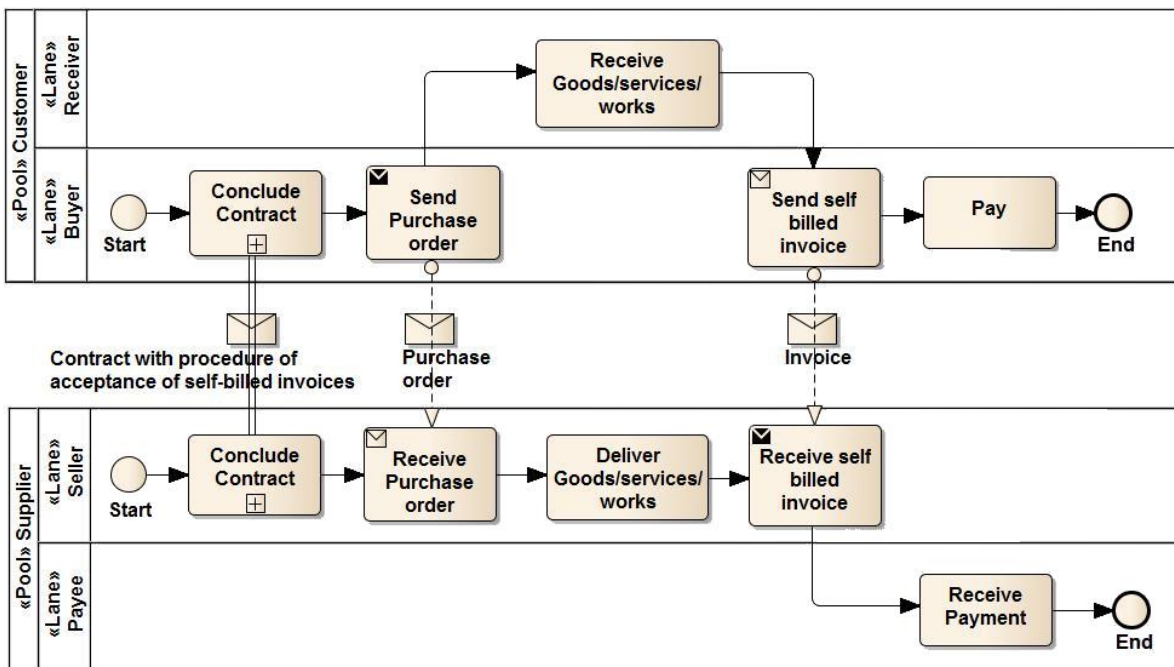 «Pool» Customer
«Lane»
Receiver
Receive
Goods/services/
works
«Lane»
Buyer
Start
Conclude
Contract
Send
Purchase
order
Send self
billed
invoice
Pay
End
Contract with procedure of
acceptance of self-billed invoices
Purchase
order
Invoice
«Pool» Supplier
«Lane»
Seller
Start
Conclude
Contract
Receive
Purchase
order
Deliver
Goods/services/
works
Receive self
billed
invoice
«Lane»
Payee
Receive
Payment
End